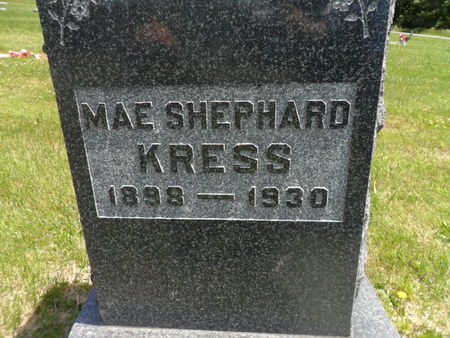 MAE SHEPHARD
KRESS
1898 — 1930